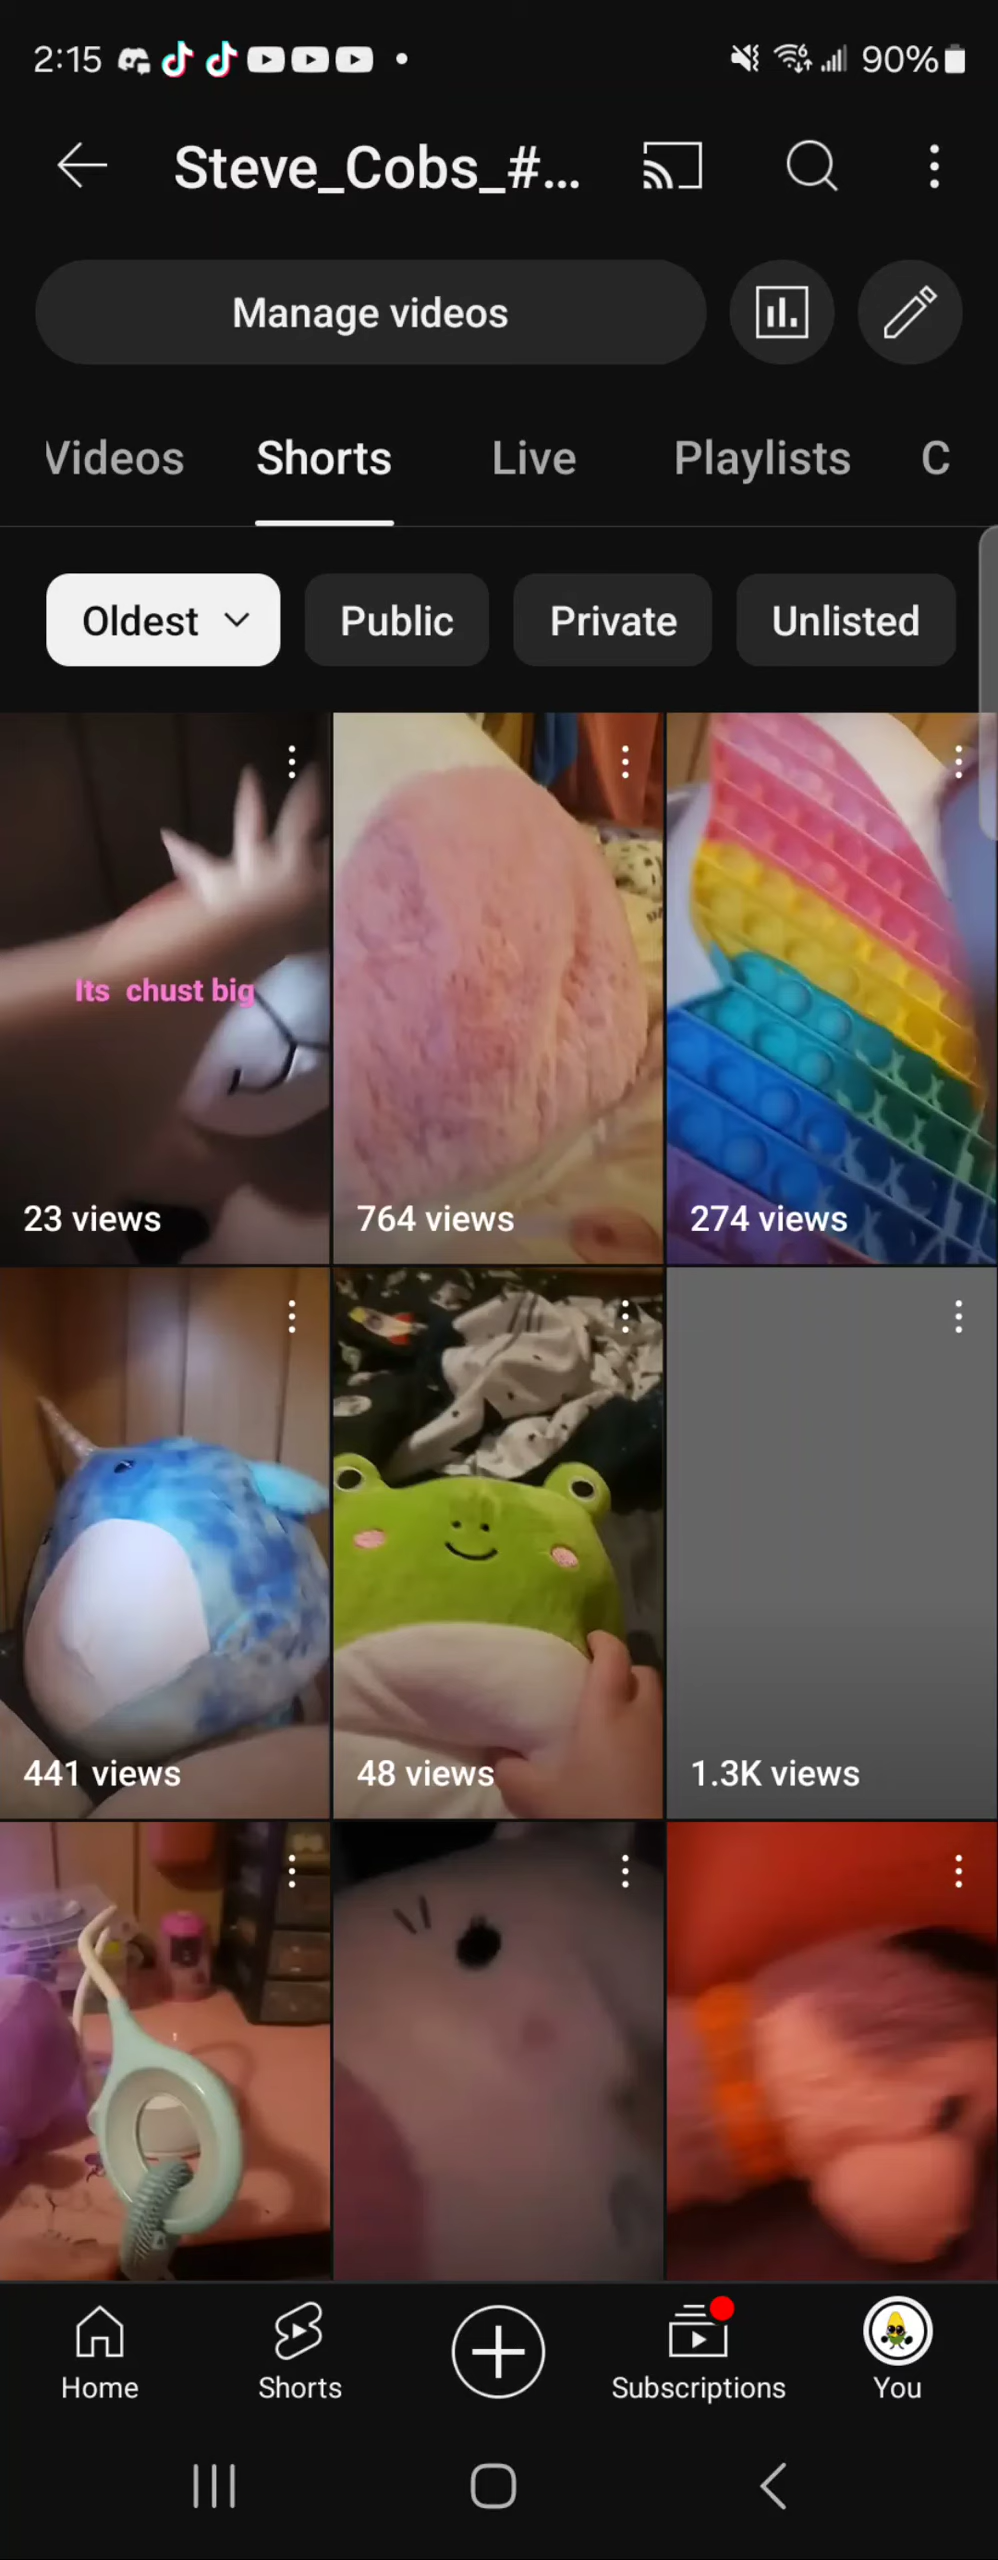 2:15 90%
Steve_Cobs_#...
Manage videos
Videos Shorts Live Playlists C
Oldest Public Private Unlisted
Its chust big
23 views 764 views 274 views
441 views 48 views 1.3K views
Home Shorts Subscriptions You